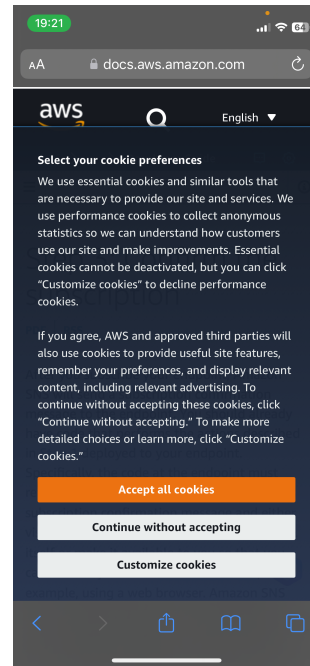 19:21
64
AA docs.aws.amazon.com
aws
English
Select your cookie preferences
We use essential cookies and similar tools that
are necessary to provide our site and services. We
use performance cookies to collect anonymous
statistics so we can understand how customers
use our site and make improvements. Essential
cookies cannot be deactivated, but you can click
“Customize cookies” to decline performance
cookies.
If you agree, AWS and approved third parties will
also use cookies to provide useful site features,
remember your preferences, and display relevant
content, including relevant advertising. To
continue without accepting these cookies, click
“Continue without accepting.” To make more
detailed choices or learn more, click “Customize
cookies.”
Accept all cookies
Continue without accepting
Customize cookies